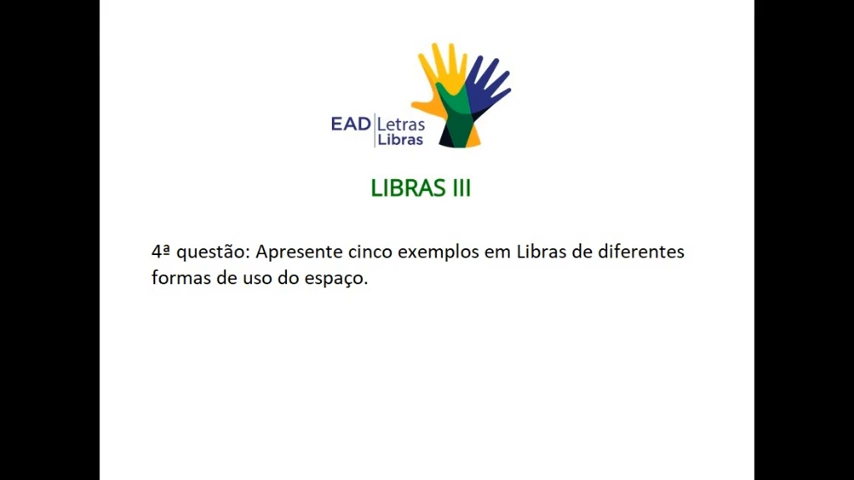 EAD Letras
Libras
LIBRAS III
4ª questão: Apresente cinco exemplos em Libras de diferentes
formas de uso do espaço.